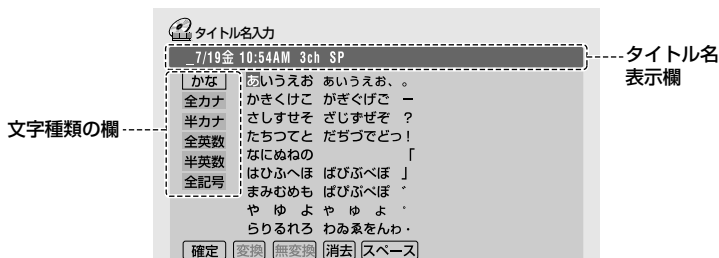 タイトル名入力
_7/19金 10:54AM 3ch SP
タイトル名
表示欄
文字種類の欄
かな
全カナ
半カナ
全英数
半英数
全記号
あいうえお ぁぃぅぇぉ、。
かきくけこ がぎぐげご ー
さしすせそ ざじずぜぞ ?
たちつてと だぢづでどっ!
なにぬねの 「
はひふへほ ばびぶべぼ 」
まみむめも ぱぴぷぺぽ ゛
や ゆ よ ゃ ゅ ょ ゜
らりるれろ わゐゑをんゎ・
確定 変換 無変換 消去 スペース